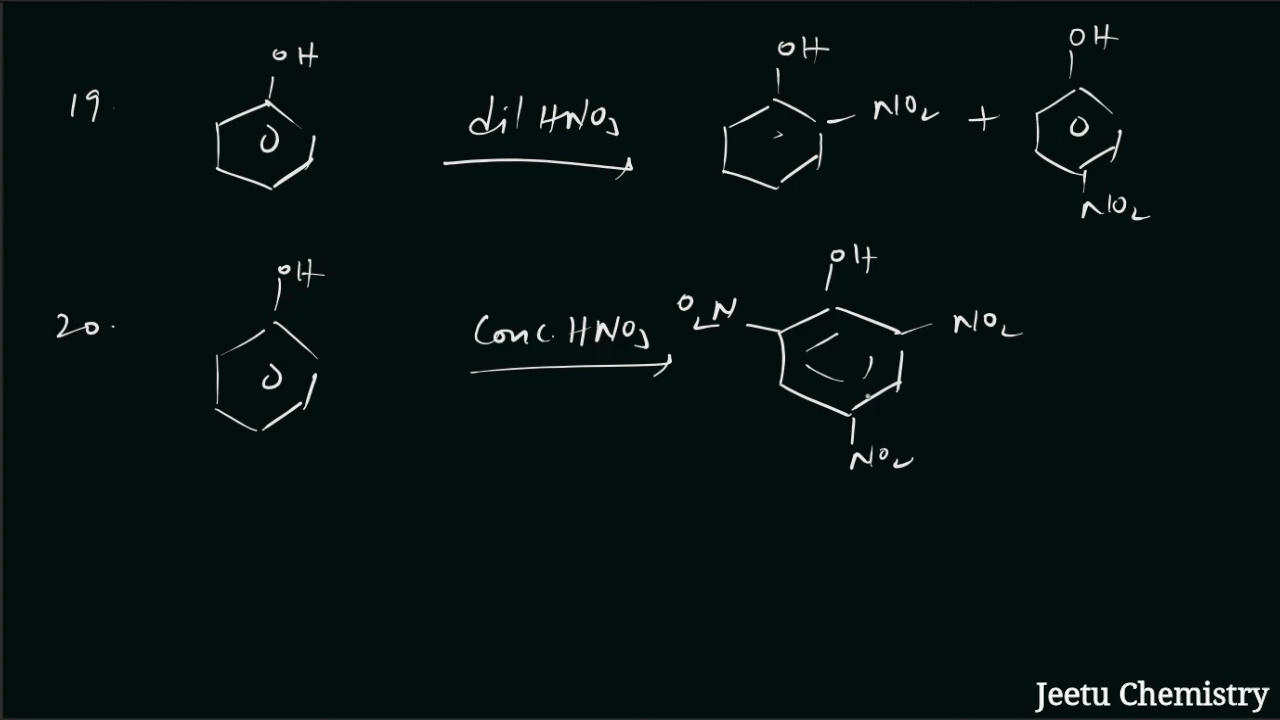 19. OH dil HNO3 OH NO2 + OH NO2
20. OH Conc. HNO3 O2N OH NO2 NO2
Jeetu Chemistry